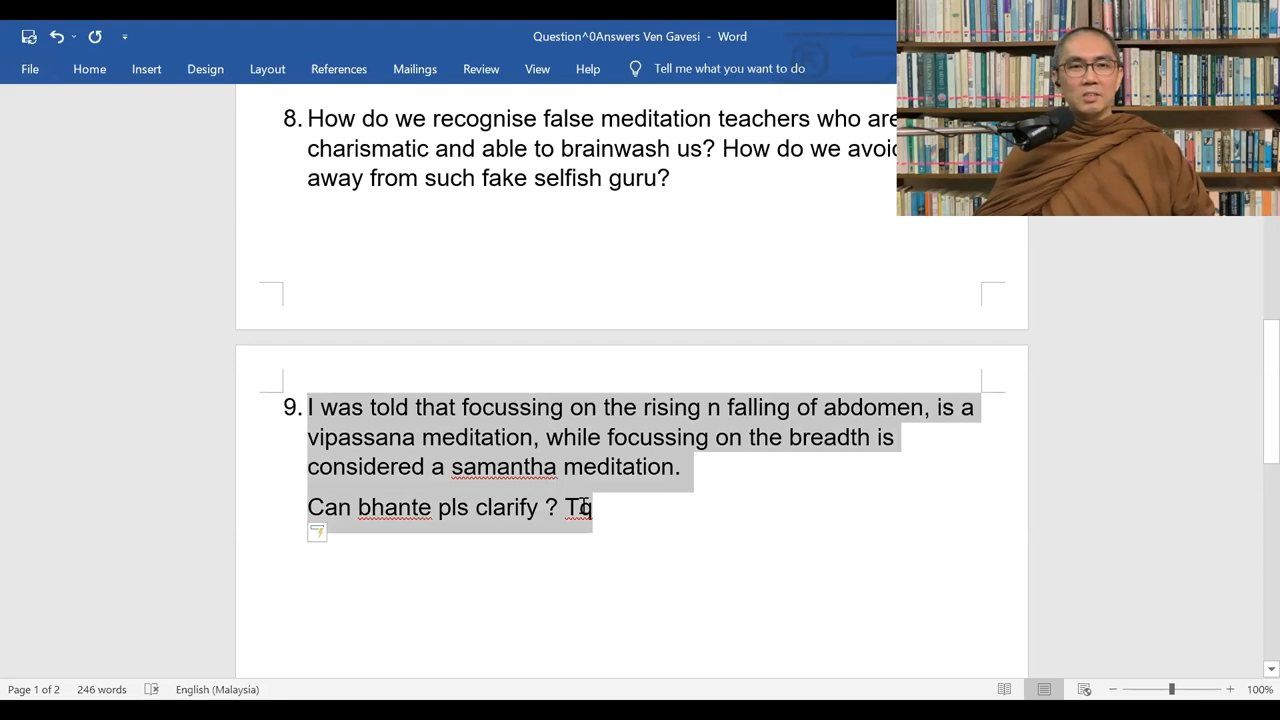 Question^0Answers Ven Gavesi - Word
File Home Insert Design Layout References Mailings Review View Help Tell me what you want to do
8. How do we recognise false meditation teachers who are
charismatic and able to brainwash us? How do we avoid
away from such fake selfish guru?
9. I was told that focussing on the rising n falling of abdomen, is a
vipassana meditation, while focussing on the breadth is
considered a samantha meditation.
Can bhante pls clarify ? Tq
Page 1 of 2 246 words English (Malaysia) 100%